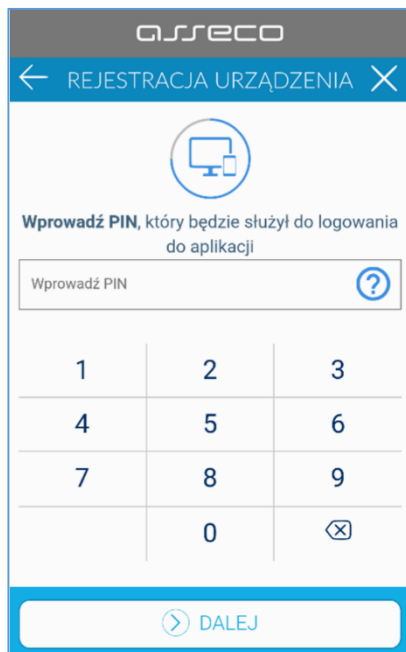 asseco
REJESTRACJA URZĄDZENIA
Wprowadź PIN, który będzie służył do logowania
do aplikacji
Wprowadź PIN
?
1 2 3
4 5 6
7 8 9
0
DALEJ